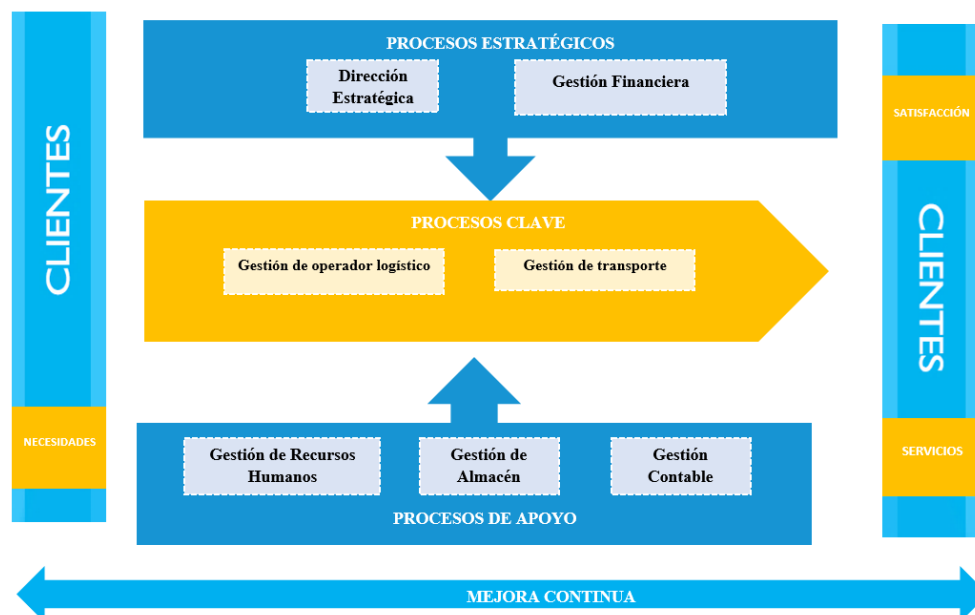 CLIENTES
NECESIDADES
PROCESOS ESTRATÉGICOS
Dirección
Estratégica
Gestión Financiera
PROCESOS CLAVE
Gestión de operador logístico
Gestión de transporte
Gestión de Recursos
Humanos
Gestión de
Almacén
Gestión
Contable
PROCESOS DE APOYO
SATISFACCIÓN
CLIENTES
SERVICIOS
MEJORA CONTINUA